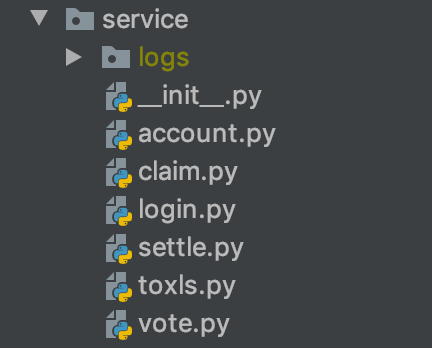 service
logs
__init__.py
account.py
claim.py
login.py
settle.py
toxls.py
vote.py